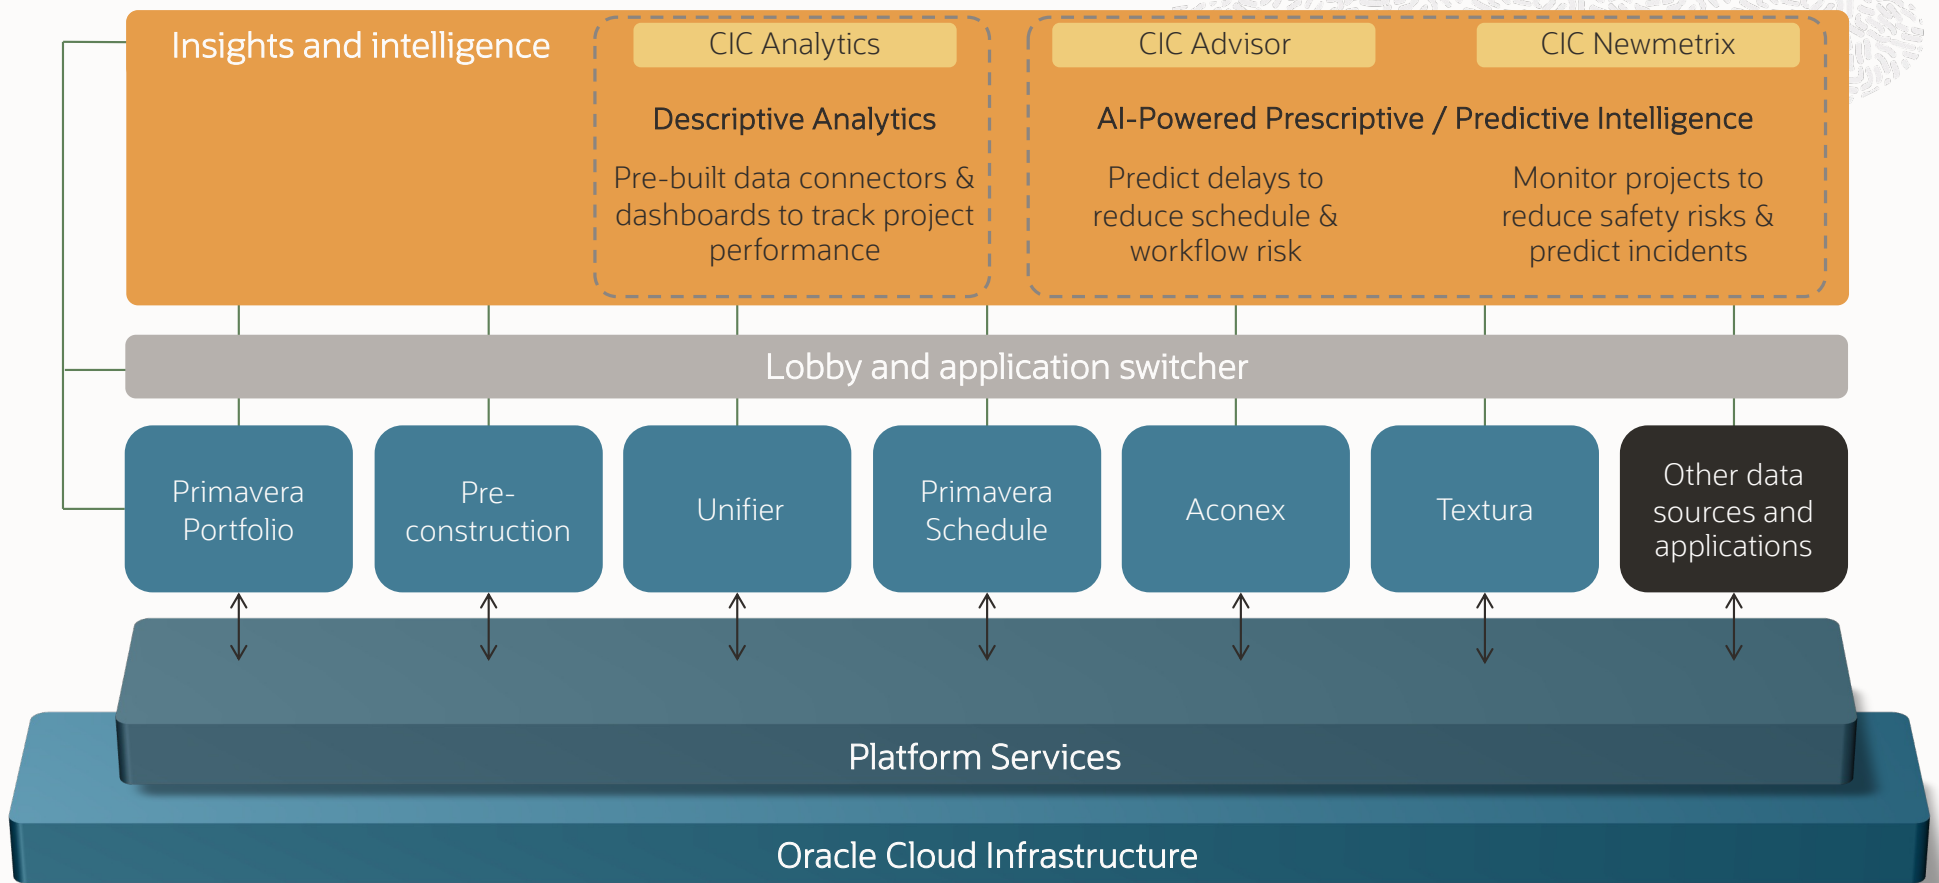 Insights and intelligence
CIC Analytics
Descriptive Analytics
Pre-built data connectors &
dashboards to track project
performance
CIC Advisor
CIC Newmetrix
AI-Powered Prescriptive / Predictive Intelligence
Predict delays to
reduce schedule &
workflow risk
Monitor projects to
reduce safety risks &
predict incidents
Lobby and application switcher
Primavera
Portfolio
Pre-
construction
Unifier
Primavera
Schedule
Aconex
Textura
Other data
sources and
applications
Platform Services
Oracle Cloud Infrastructure